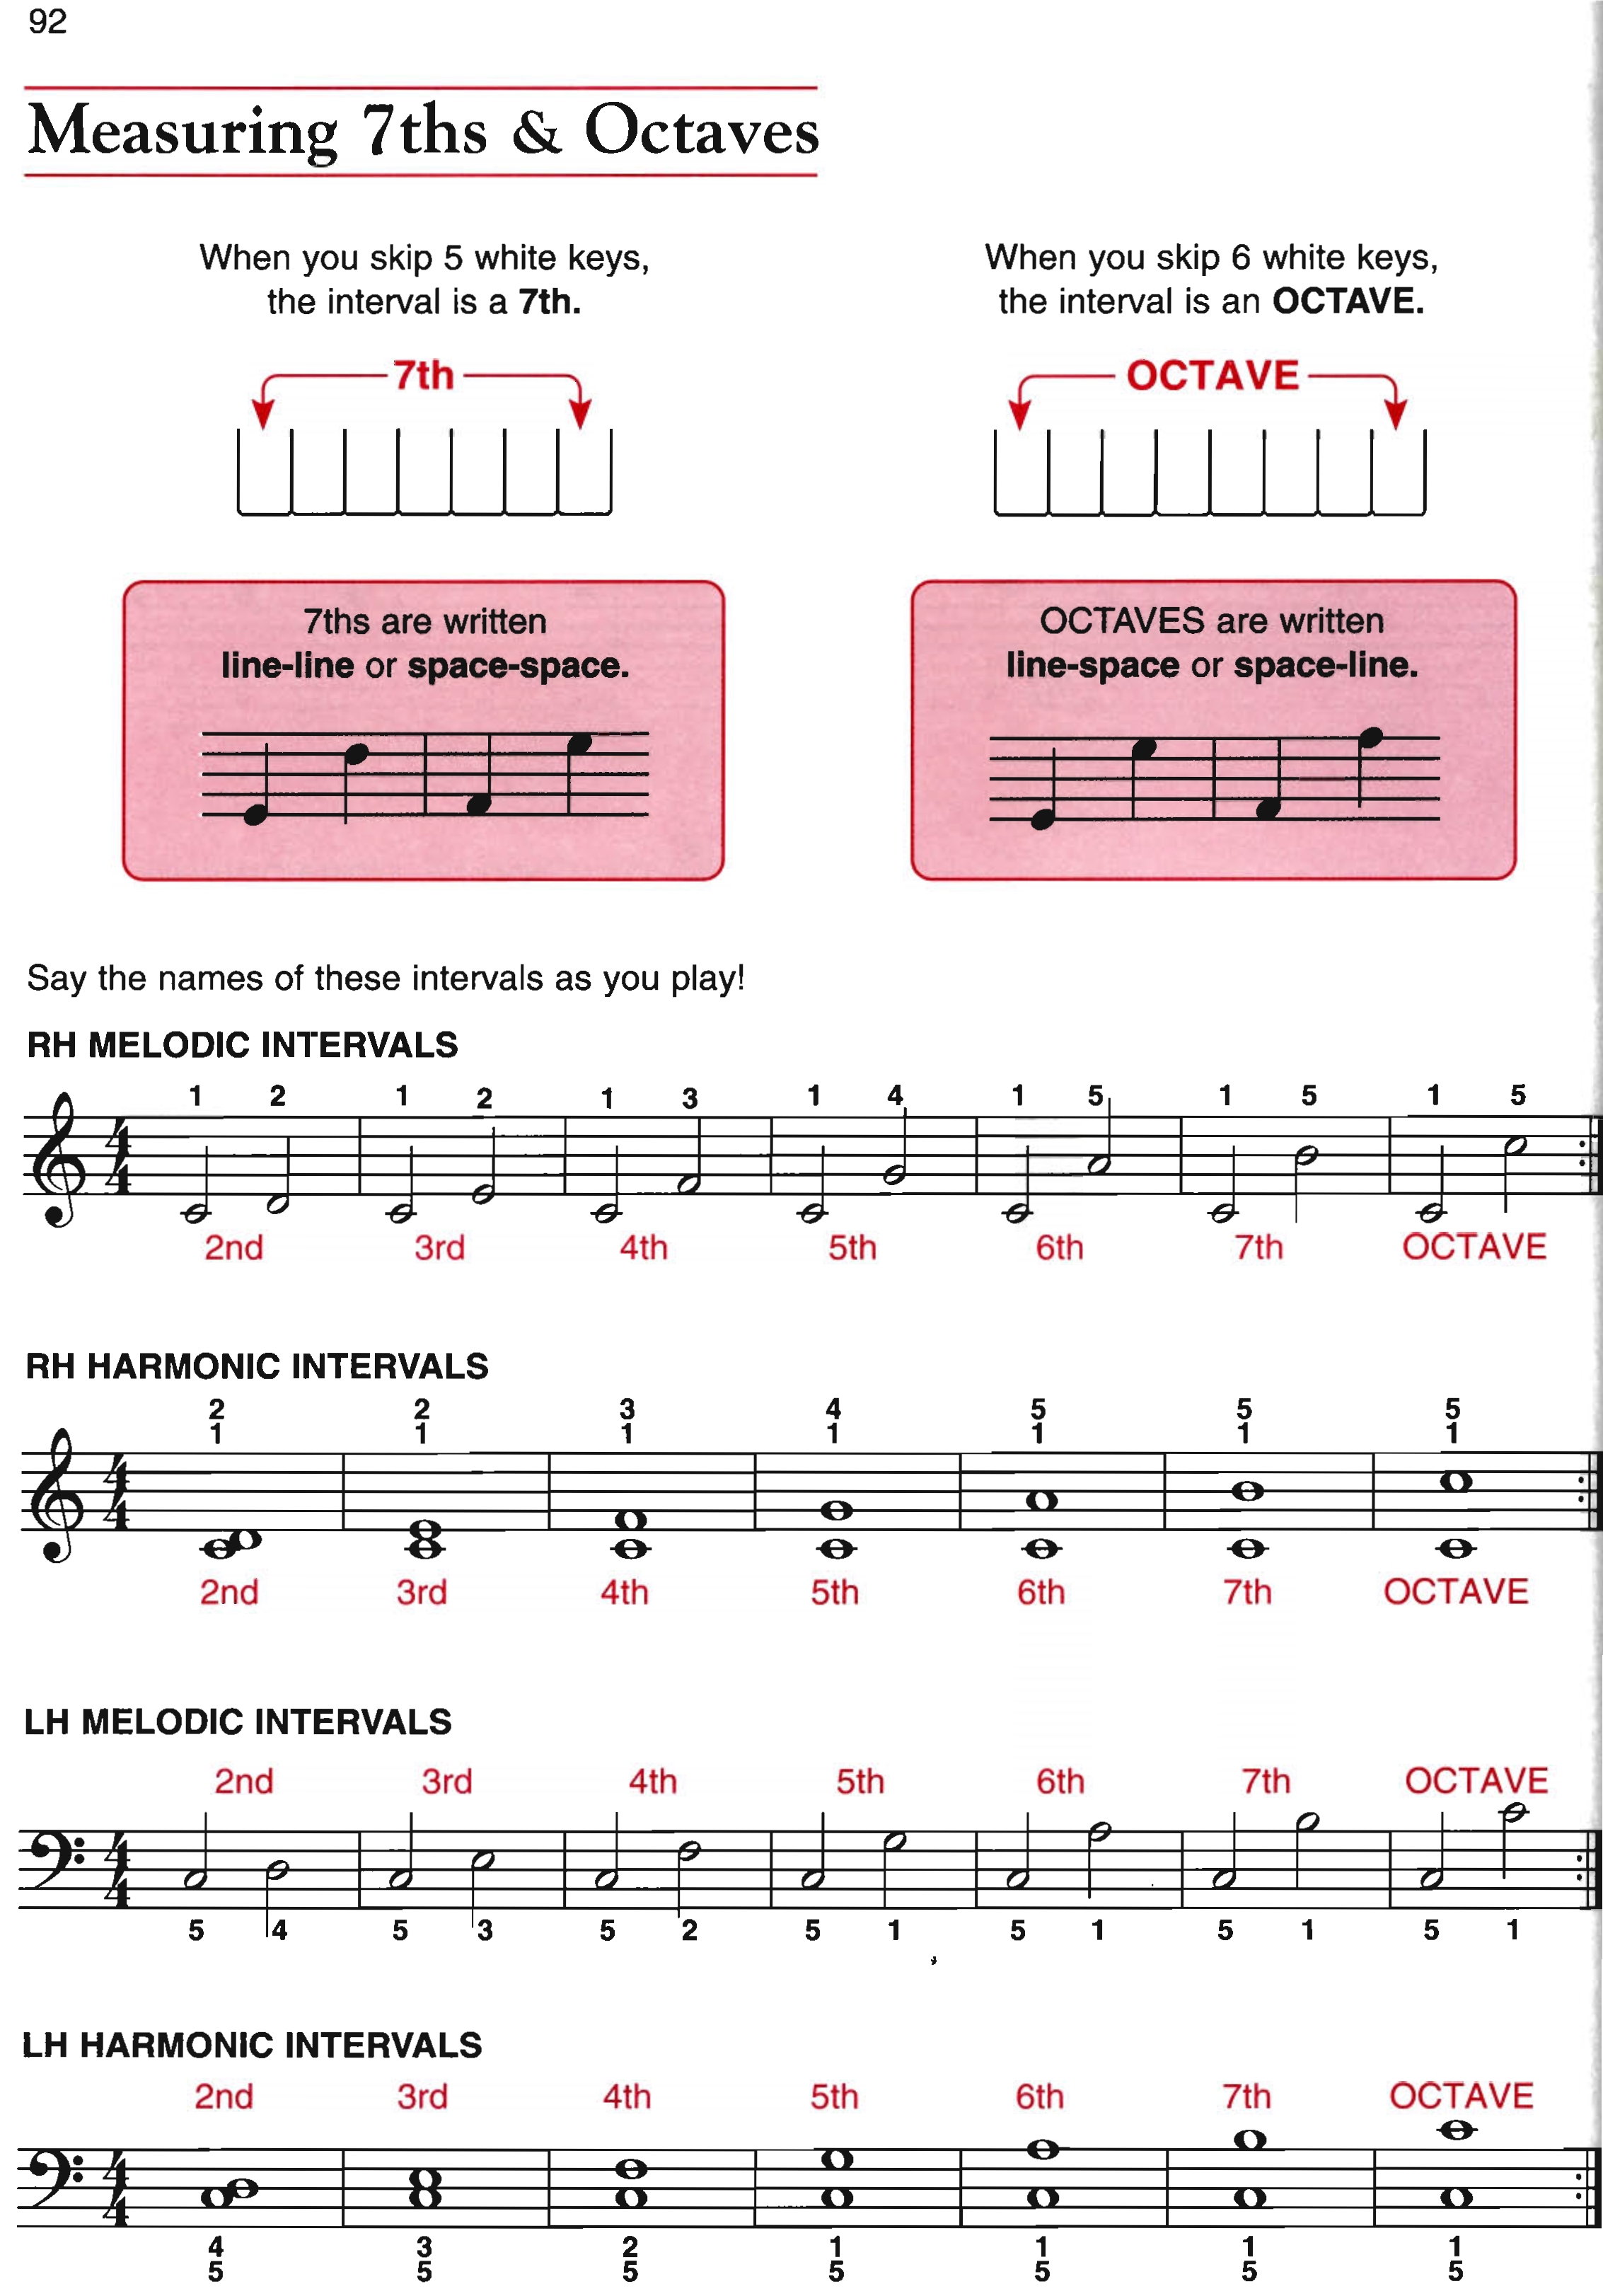 92
Measuring 7ths & Octaves
When you skip 5 white keys,
the interval is a 7th.
7th
When you skip 6 white keys,
the interval is an OCTAVE.
OCTAVE
7ths are written
line-line or space-space.
OCTAVES are written
line-space or space-line.
Say the names of these intervals as you play!
RH MELODIC INTERVALS
1 2 1 2 1 3 1 4 1 5 1 5 1 5
4
4
2nd 3rd 4th 5th 6th 7th OCTAVE
RH HARMONIC INTERVALS
2 2 3 4 5 5 5
1 1 1 1 1 1 1
4
4
2nd 3rd 4th 5th 6th 7th OCTAVE
LH MELODIC INTERVALS
2nd 3rd 4th 5th 6th 7th OCTAVE
4
4
5 4 5 3 5 2 5 1 5 1 5 1 5 1
LH HARMONIC INTERVALS
2nd 3rd 4th 5th 6th 7th OCTAVE
4
4
4 3 2 1 1 1 1
5 5 5 5 5 5 5